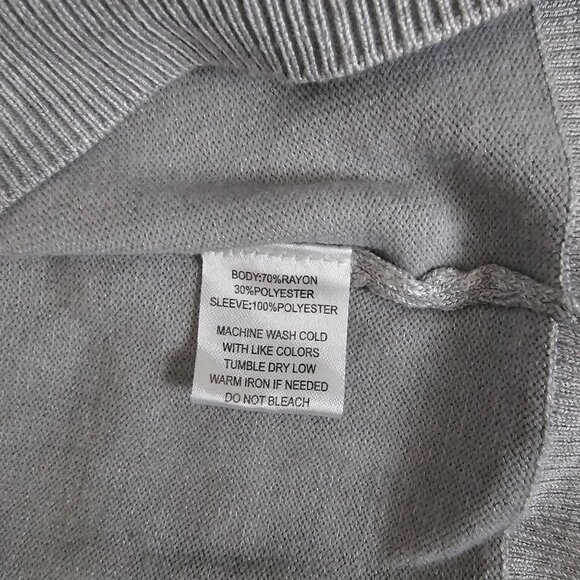 BODY:70%RAYON
30%POLYESTER
SLEEVE:100%POLYESTER
MACHINE WASH COLD
WITH LIKE COLORS
TUMBLE DRY LOW
WARM IRON IF NEEDED
DO NOT BLEACH